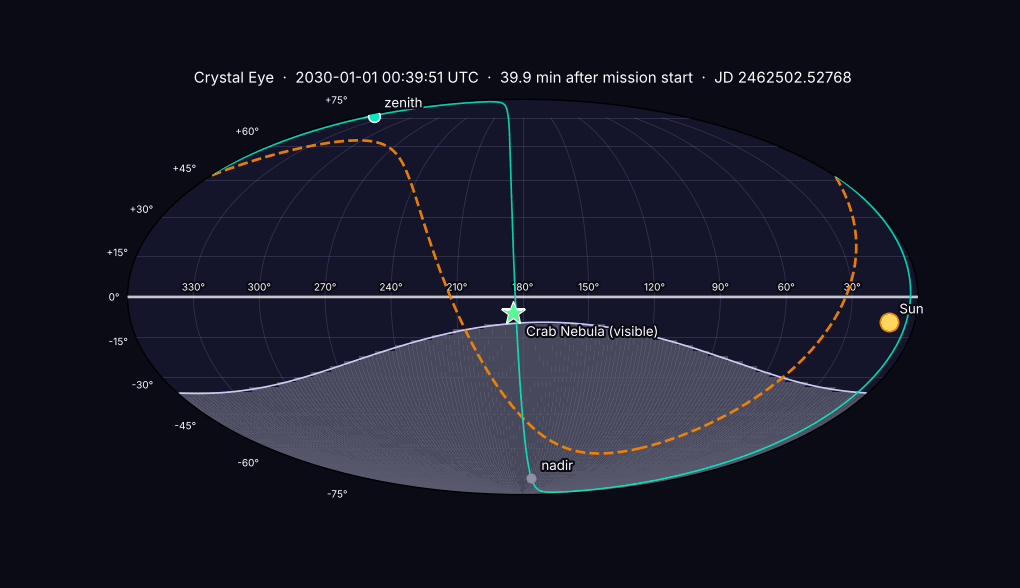 Crystal Eye · 2030-01-01 00:39:51 UTC · 39.9 min after mission start · JD 2462502.52768
+75°
zenith
+60°
+45°
+30°
+15°
0°
330° 300° 270° 240° 210° 180° 150° 120° 90° 60° 30°
Sun
Crab Nebula (visible)
-15°
-30°
-45°
-60°
nadir
-75°